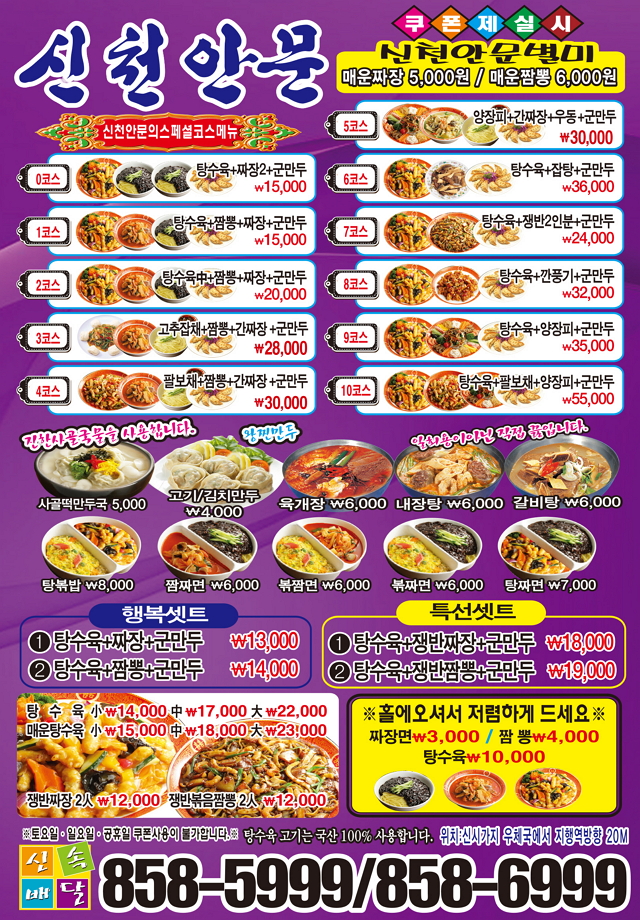 신천안문
쿠폰제실시
신천안문별미
매운짜장 5,000원 / 매운짬뽕 6,000원
신천안문의스페셜코스메뉴
0코스
탕수육+짜장2+군만두
₩15,000
1코스
탕수육+짬뽕+짜장+군만두
₩15,000
2코스
탕수육中+짬뽕+짜장+군만두
₩20,000
3코스
고추잡채+짬뽕+간짜장+군만두
₩28,000
4코스
팔보채+짬뽕+간짜장+군만두
₩30,000
5코스
양장피+간짜장+우동+군만두
₩30,000
6코스
탕수육+잡탕+군만두
₩36,000
7코스
탕수육+쟁반2인분+군만두
₩24,000
8코스
탕수육+깐풍기+군만두
₩32,000
9코스
탕수육+양장피+군만두
₩35,000
10코스
탕수육+팔보채+양장피+군만두
₩55,000
진한사골국물을 사용합니다.
왕찐만두
직접 끓입니다.
사골떡만두국 5,000
고기/김치만두
₩4,000
육개장 ₩6,000
내장탕 ₩6,000
갈비탕 ₩6,000
탕볶밥 ₩8,000
짬짜면 ₩6,000
볶짬면 ₩6,000
볶짜면 ₩6,000
탕짜면 ₩7,000
행복셋트
① 탕수육+짜장+군만두 ₩13,000
② 탕수육+짬뽕+군만두 ₩14,000
특선셋트
① 탕수육+쟁반짜장+군만두 ₩18,000
② 탕수육+쟁반짬뽕+군만두 ₩19,000
탕 수 육 小₩14,000 中₩17,000 大₩22,000
매운탕수육 小₩15,000 中₩18,000 大₩23,000
쟁반짜장 2人 ₩12,000 쟁반볶음짬뽕 2人 ₩12,000
※홀에오셔서 저렴하게 드세요※
짜장면₩3,000 / 짬 뽕₩4,000
탕수육₩10,000
※토요일·일요일·공휴일 쿠폰사용이 불가합니다.※ 탕수육 고기는 국산 100% 사용합니다. 위치:신시가지 우체국에서 지행역방향 20M
신속배달
858-5999/858-6999